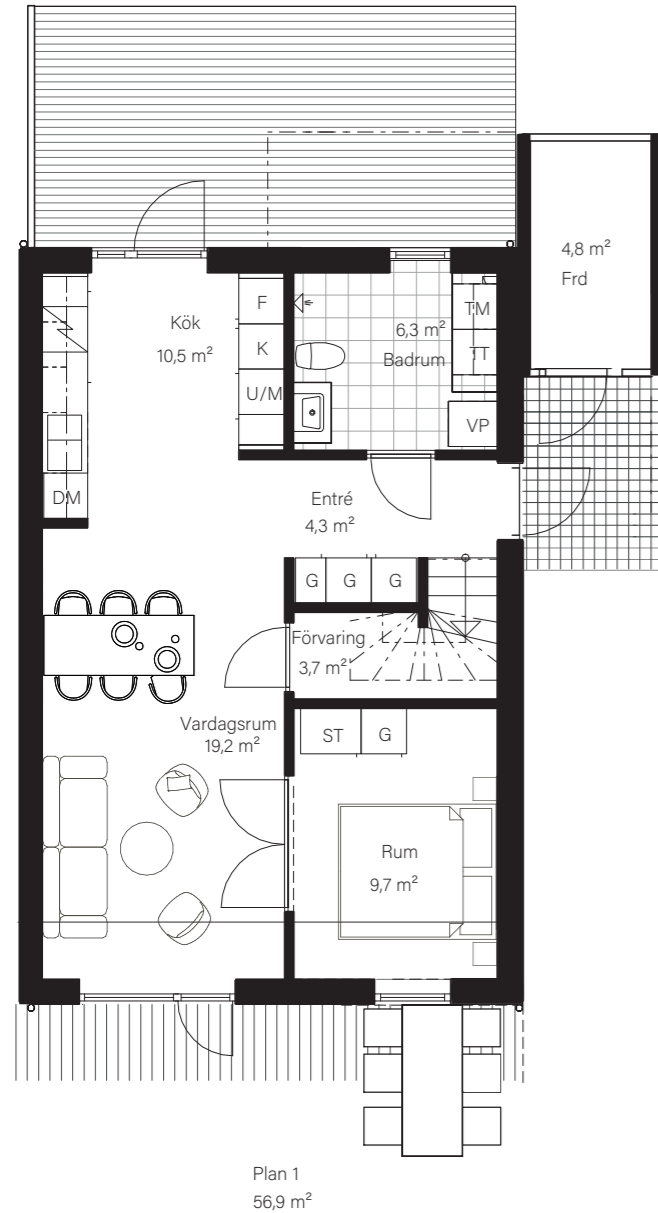 4,8 m²
Frd
Kök
10,5 m²
F
K
U/M
DM
6,3 m²
Badrum
TM
TT
VP
Entré
4,3 m²
G
G
G
Förvaring
3,7 m²
Vardagsrum
19,2 m²
ST
G
Rum
9,7 m²
Plan 1
56,9 m²